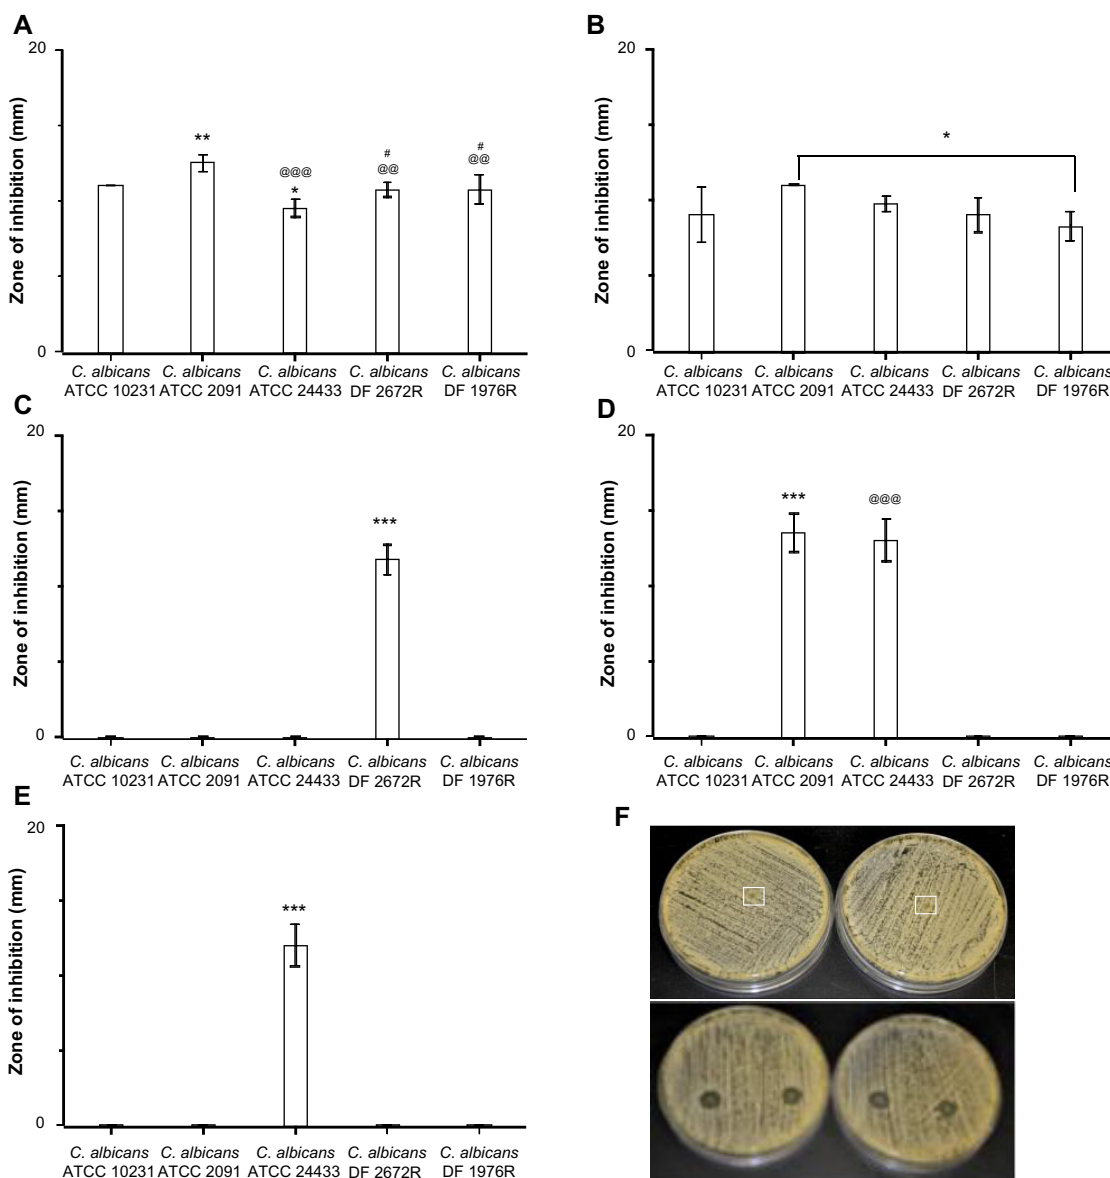 A
Zone of inhibition (mm)
20
0
**
@@@
*
#
@@
#
@@
C. albicans ATCC 10231
C. albicans ATCC 2091
C. albicans ATCC 24433
C. albicans DF 2672R
C. albicans DF 1976R
B
Zone of inhibition (mm)
20
0
*
C. albicans ATCC 10231
C. albicans ATCC 2091
C. albicans ATCC 24433
C. albicans DF 2672R
C. albicans DF 1976R
C
Zone of inhibition (mm)
20
0
***
C. albicans ATCC 10231
C. albicans ATCC 2091
C. albicans ATCC 24433
C. albicans DF 2672R
C. albicans DF 1976R
D
Zone of inhibition (mm)
20
0
***
@@@
C. albicans ATCC 10231
C. albicans ATCC 2091
C. albicans ATCC 24433
C. albicans DF 2672R
C. albicans DF 1976R
E
Zone of inhibition (mm)
20
0
***
C. albicans ATCC 10231
C. albicans ATCC 2091
C. albicans ATCC 24433
C. albicans DF 2672R
C. albicans DF 1976R
F